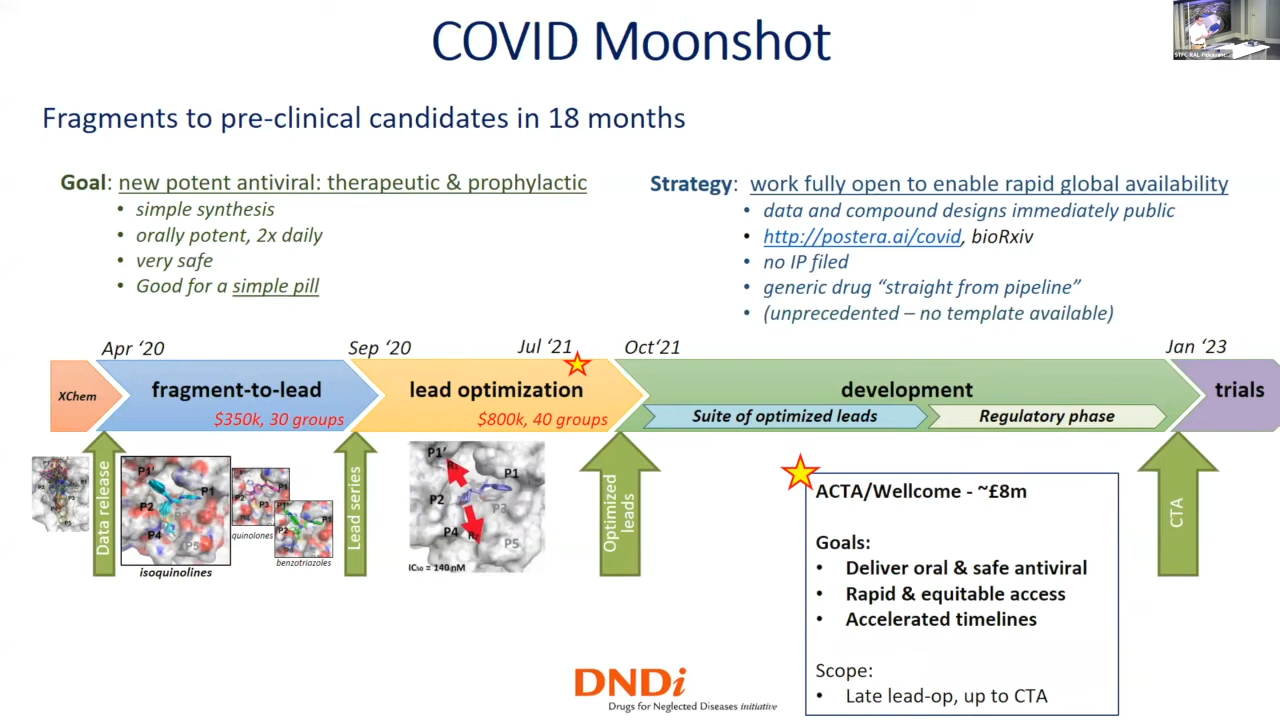 COVID Moonshot
Fragments to pre-clinical candidates in 18 months
Goal: new potent antiviral: therapeutic & prophylactic
• simple synthesis
• orally potent, 2x daily
• very safe
• Good for a simple pill
Strategy: work fully open to enable rapid global availability
• data and compound designs immediately public
• http://postera.ai/covid, bioRxiv
• no IP filed
• generic drug “straight from pipeline”
• (unprecedented – no template available)
Apr ‘20
Sep ‘20
Jul ‘21
Oct‘21
Jan ‘23
XChem
fragment-to-lead
$350k, 30 groups
lead optimization
$800k, 40 groups
development
Suite of optimized leads
Regulatory phase
trials
Data release
P1′
P1
P2
P4
P5
isoquinolines
quinolones
benzotriazoles
Lead series
P1′
P1
P2
P3
P4
P5
IC50 = 140 nM
Optimized
leads
ACTA/Wellcome - ~£8m
Goals:
• Deliver oral & safe antiviral
• Rapid & equitable access
• Accelerated timelines
Scope:
• Late lead-op, up to CTA
CTA
DNDi
Drugs for Neglected Diseases initiative